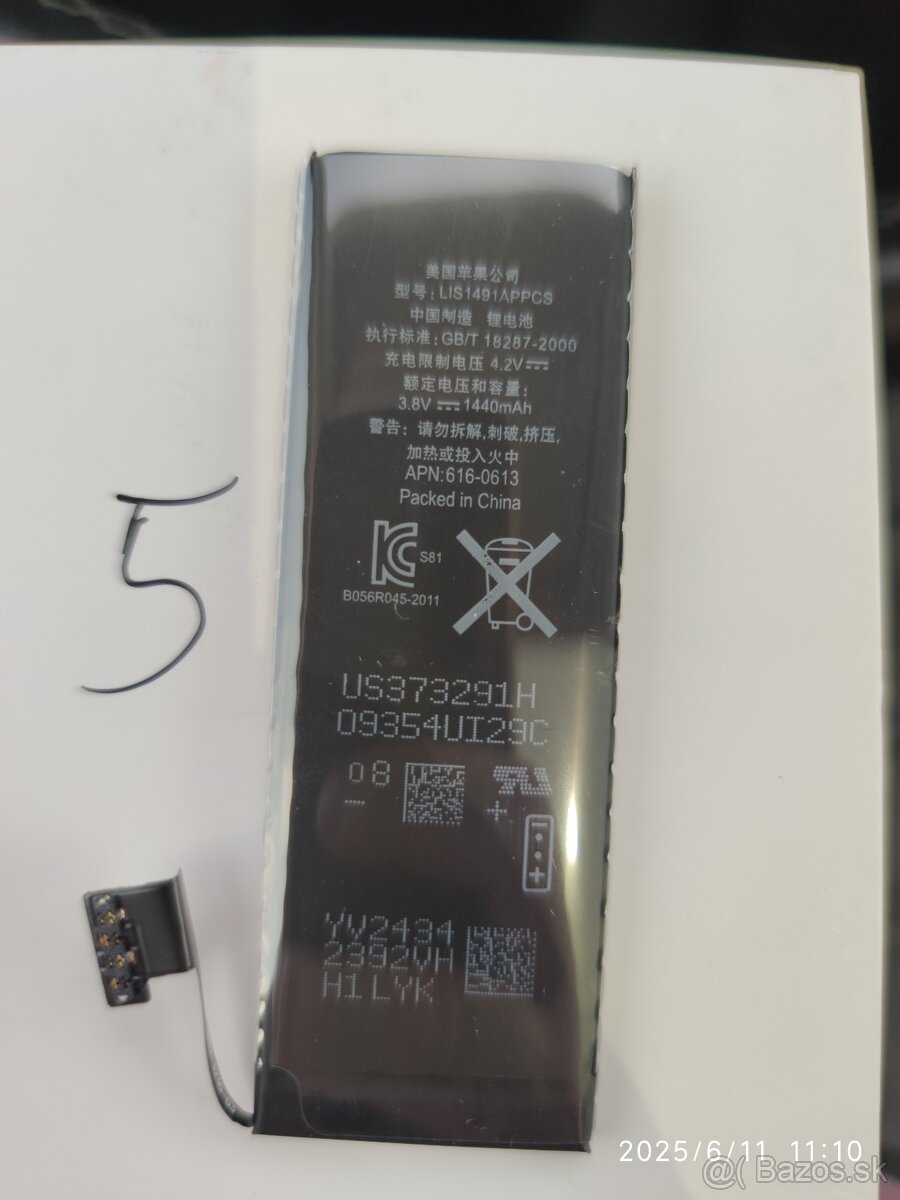 美国苹果公司
型号: LIS1491APPCS
中国制造 锂电池
执行标准: GB/T 18287-2000
充电限制电压 4.2V
额定电压和容量:
3.8V 1440mAh
警告: 请勿拆解,刺破,挤压,
加热或投入火中
APN:616-0613
Packed in China
S81
B056R045-2011
5
US373291H
09354UI29C
08
+
-
+
YV2434
2392VH
H1LYK
2025/6/11 11:10
@( Bazos.sk